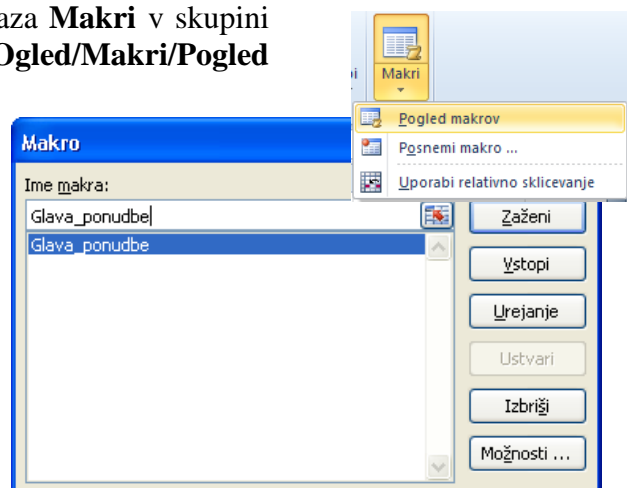 aza Makri v skupini
Ogled/Makri/Pogled
Makri
Pogled makrov
Posnemi makro ...
Uporabi relativno sklicevanje
Makro
Ime makra:
Glava_ponudbe
Glava_ponudbe
Zaženi
Vstopi
Urejanje
Ustvari
Izbriši
Možnosti ...